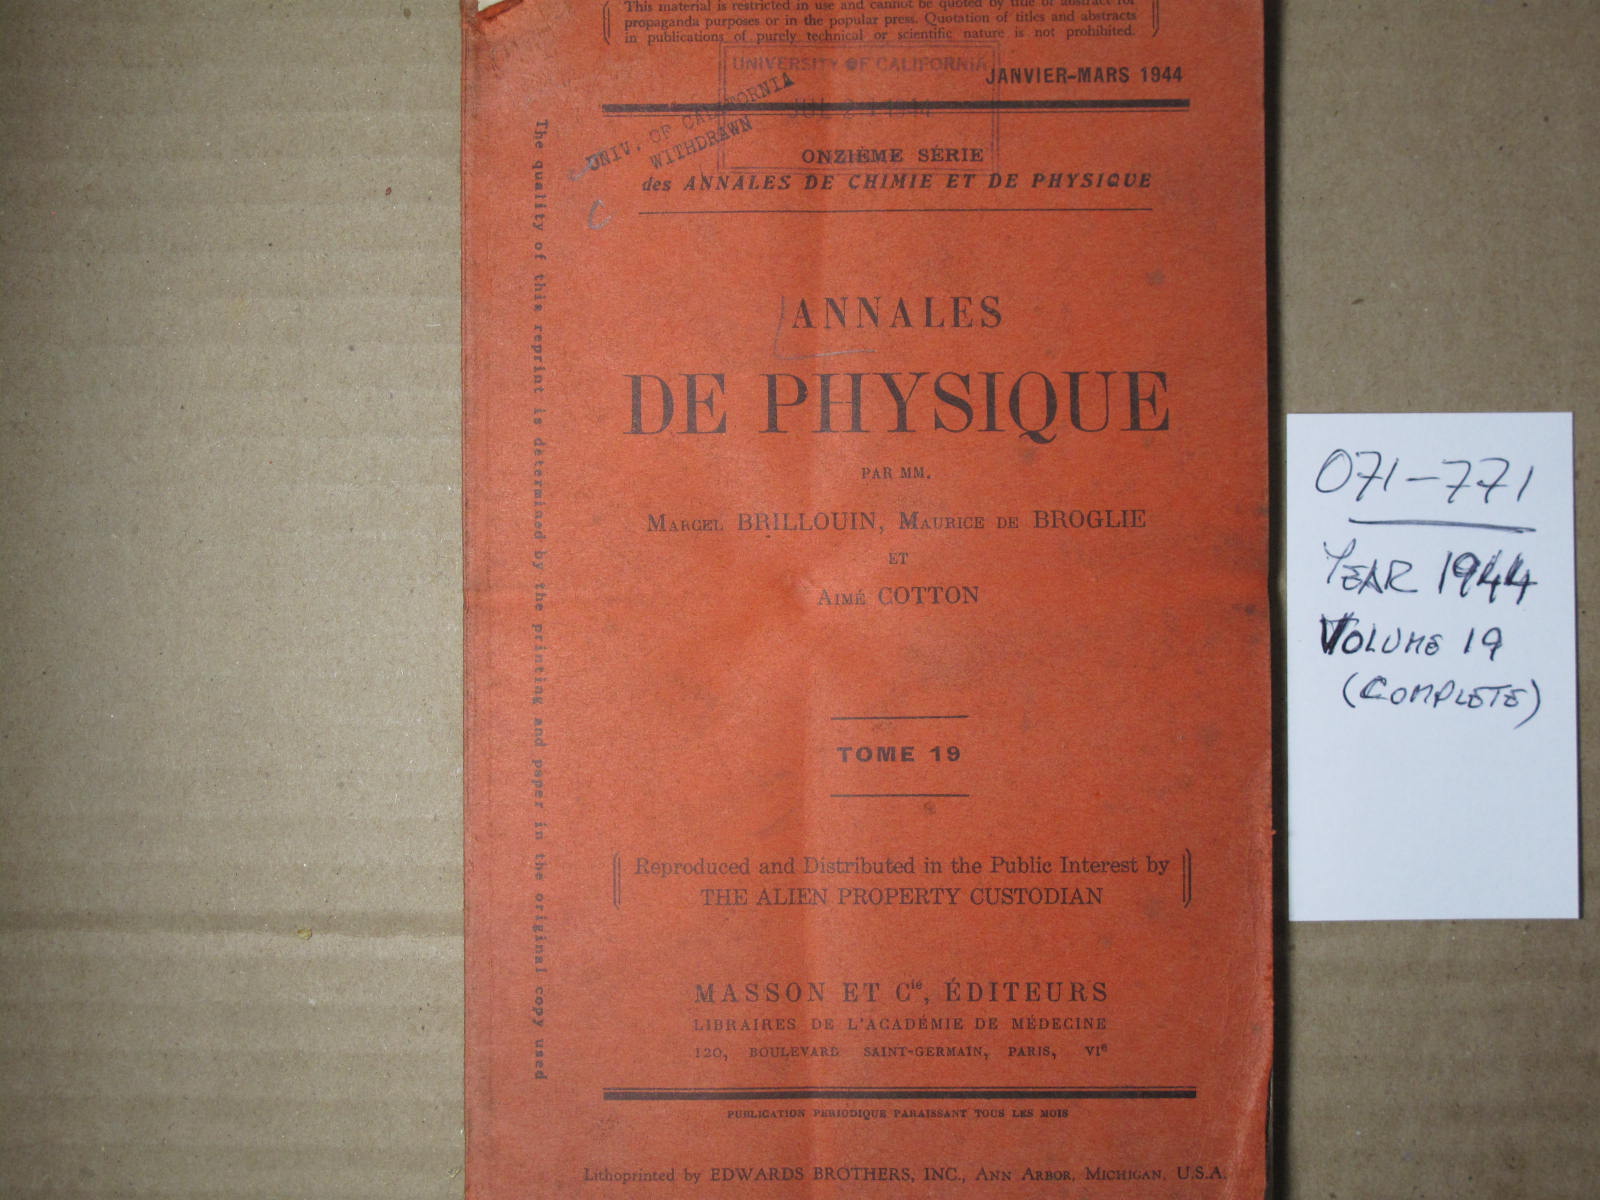 This material is restricted in use and cannot be quoted by title or abstract for
propaganda purposes or in the popular press. Quotation of titles and abstracts
in publications of purely technical or scientific nature is not prohibited.
UNIVERSITY OF CALIFORNIA
JANVIER-MARS 1944
UNIV. OF CALIFORNIA
WITHDRAWN
ONZIÈME SÉRIE
des ANNALES DE CHIMIE ET DE PHYSIQUE
C
ANNALES
DE PHYSIQUE
PAR MM.
MARCEL BRILLOUIN, MAURICE DE BROGLIE
ET
AIMÉ COTTON
TOME 19
Reproduced and Distributed in the Public Interest by
THE ALIEN PROPERTY CUSTODIAN
MASSON ET Cie, ÉDITEURS
LIBRAIRES DE L'ACADÉMIE DE MÉDECINE
120, BOULEVARD SAINT-GERMAIN, PARIS, VIe
PUBLICATION PÉRIODIQUE PARAISSANT TOUS LES MOIS
Lithoprinted by EDWARDS BROTHERS, INC., ANN ARBOR, MICHIGAN, U.S.A.
The quality of this reprint is determined by the printing and paper in the original copy used
071-771
YEAR 1944
VOLUME 19
(COMPLETE)